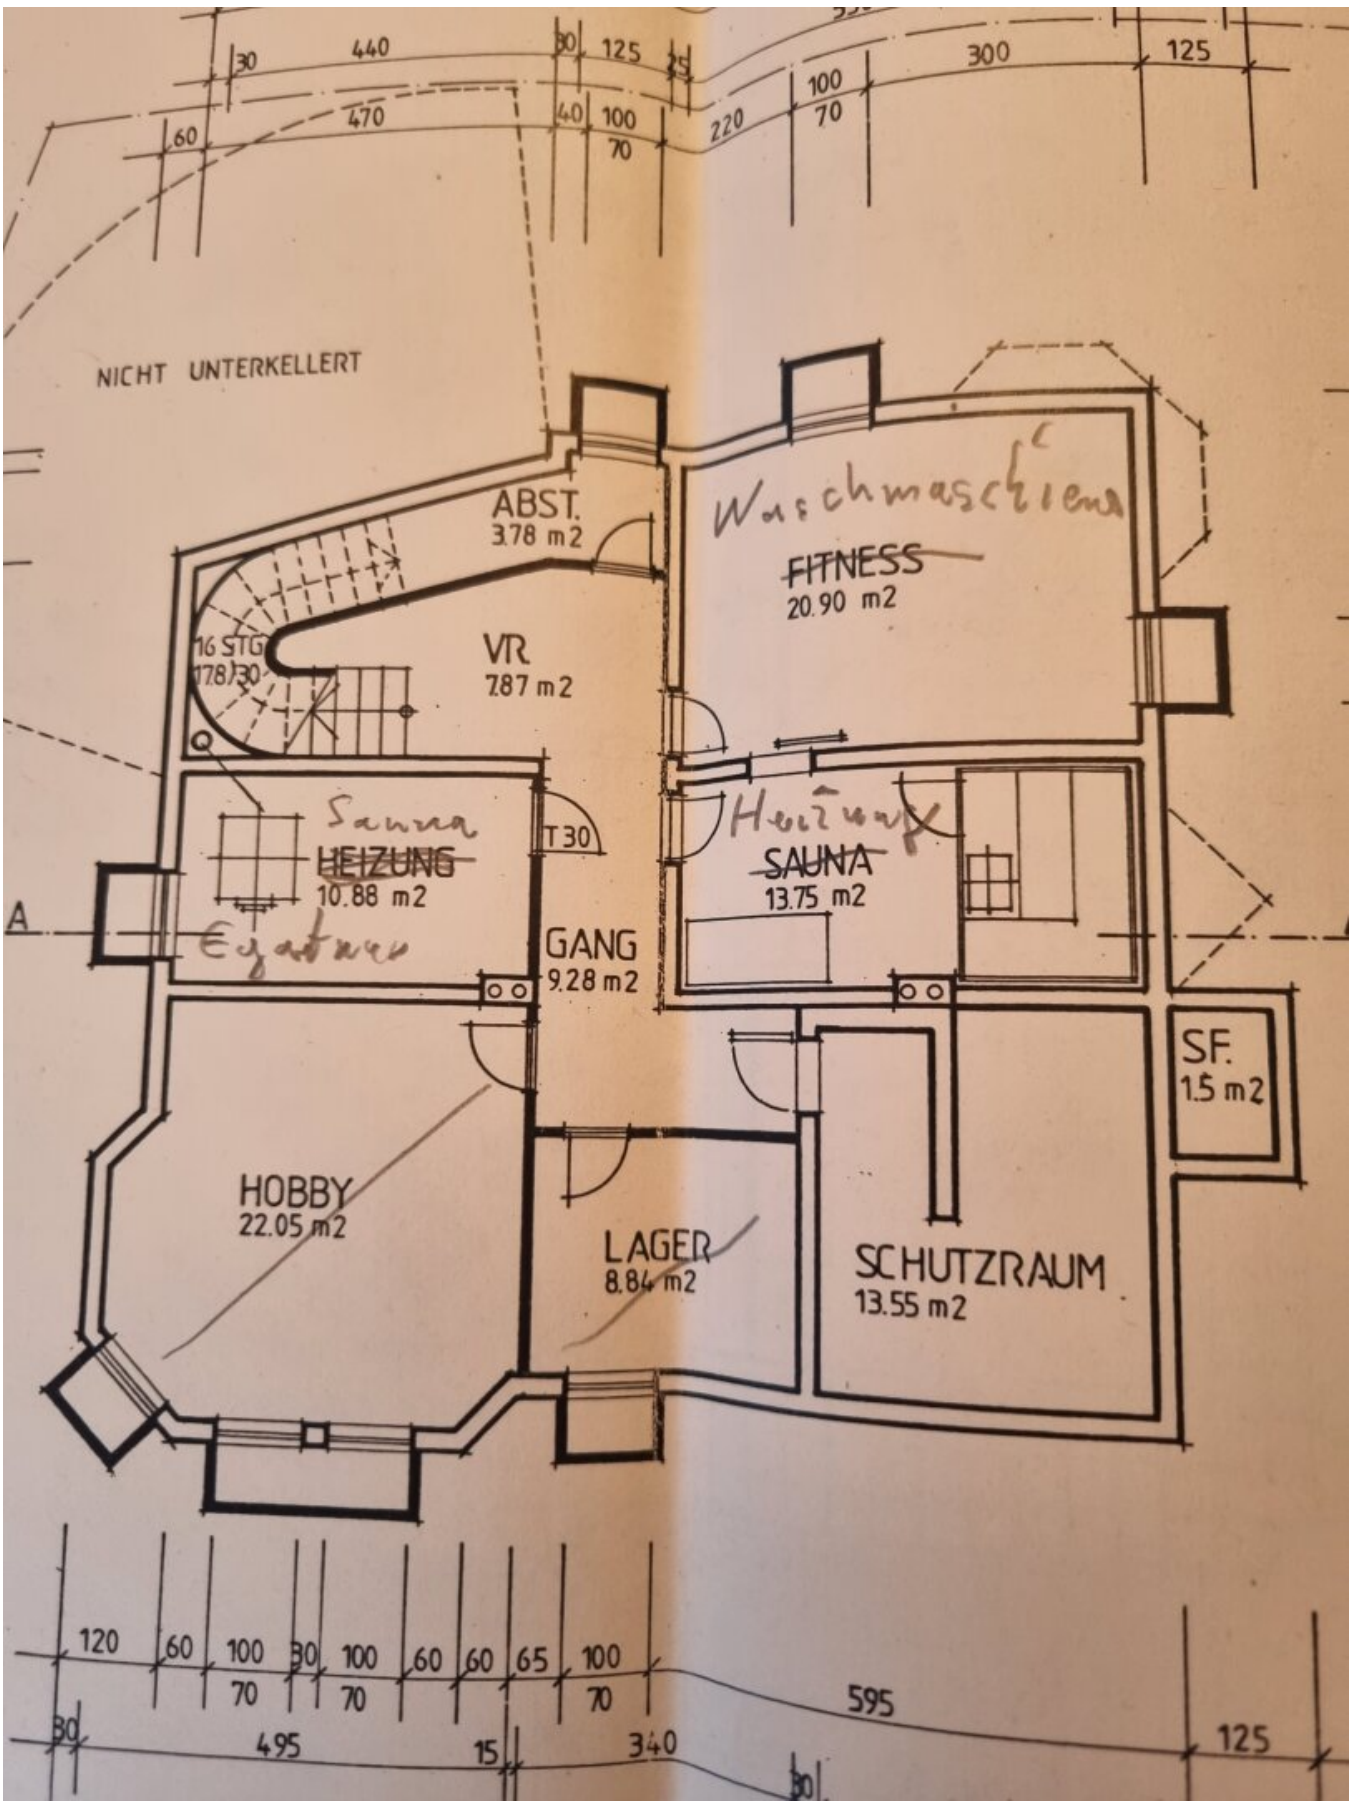 30 440 30 125 25 300 125
60 470 40 100 220 100
70 70
NICHT UNTERKELLERT
ABST.
3.78 m2
Waschmaschiene
FITNESS
20.90 m2
16 STG
17.8/30
VR
7.87 m2
Sauna
HEIZUNG
10.88 m2
T30
Heizung
SAUNA
13.75 m2
A
GANG
9.28 m2
SF.
1.5 m2
HOBBY
22.05 m2
LAGER
8.84 m2
SCHUTZRAUM
13.55 m2
120 60 100 30 100 60 60 65 100 595
70 70 70
30 495 15 340 125
30